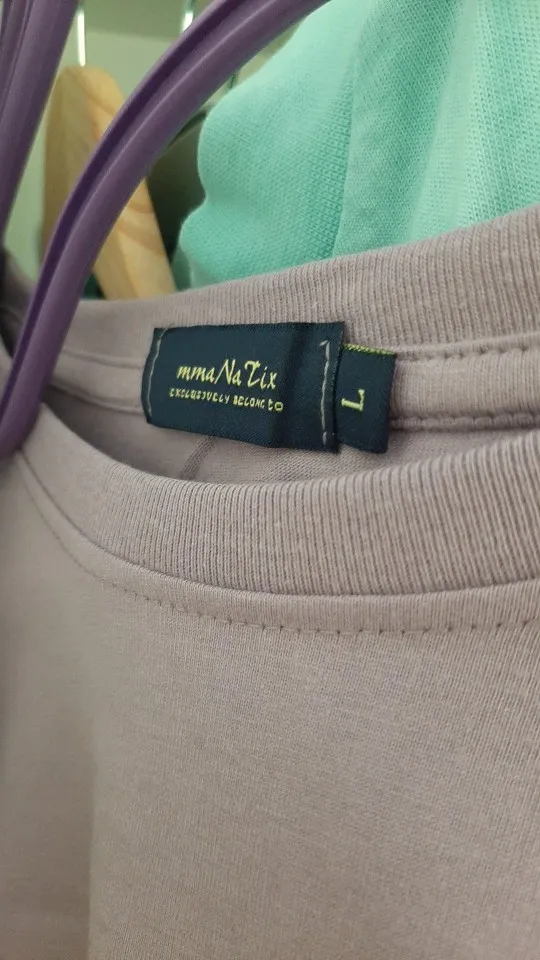 mmaNaTix
EXCLUSIVELY BELONG to
L